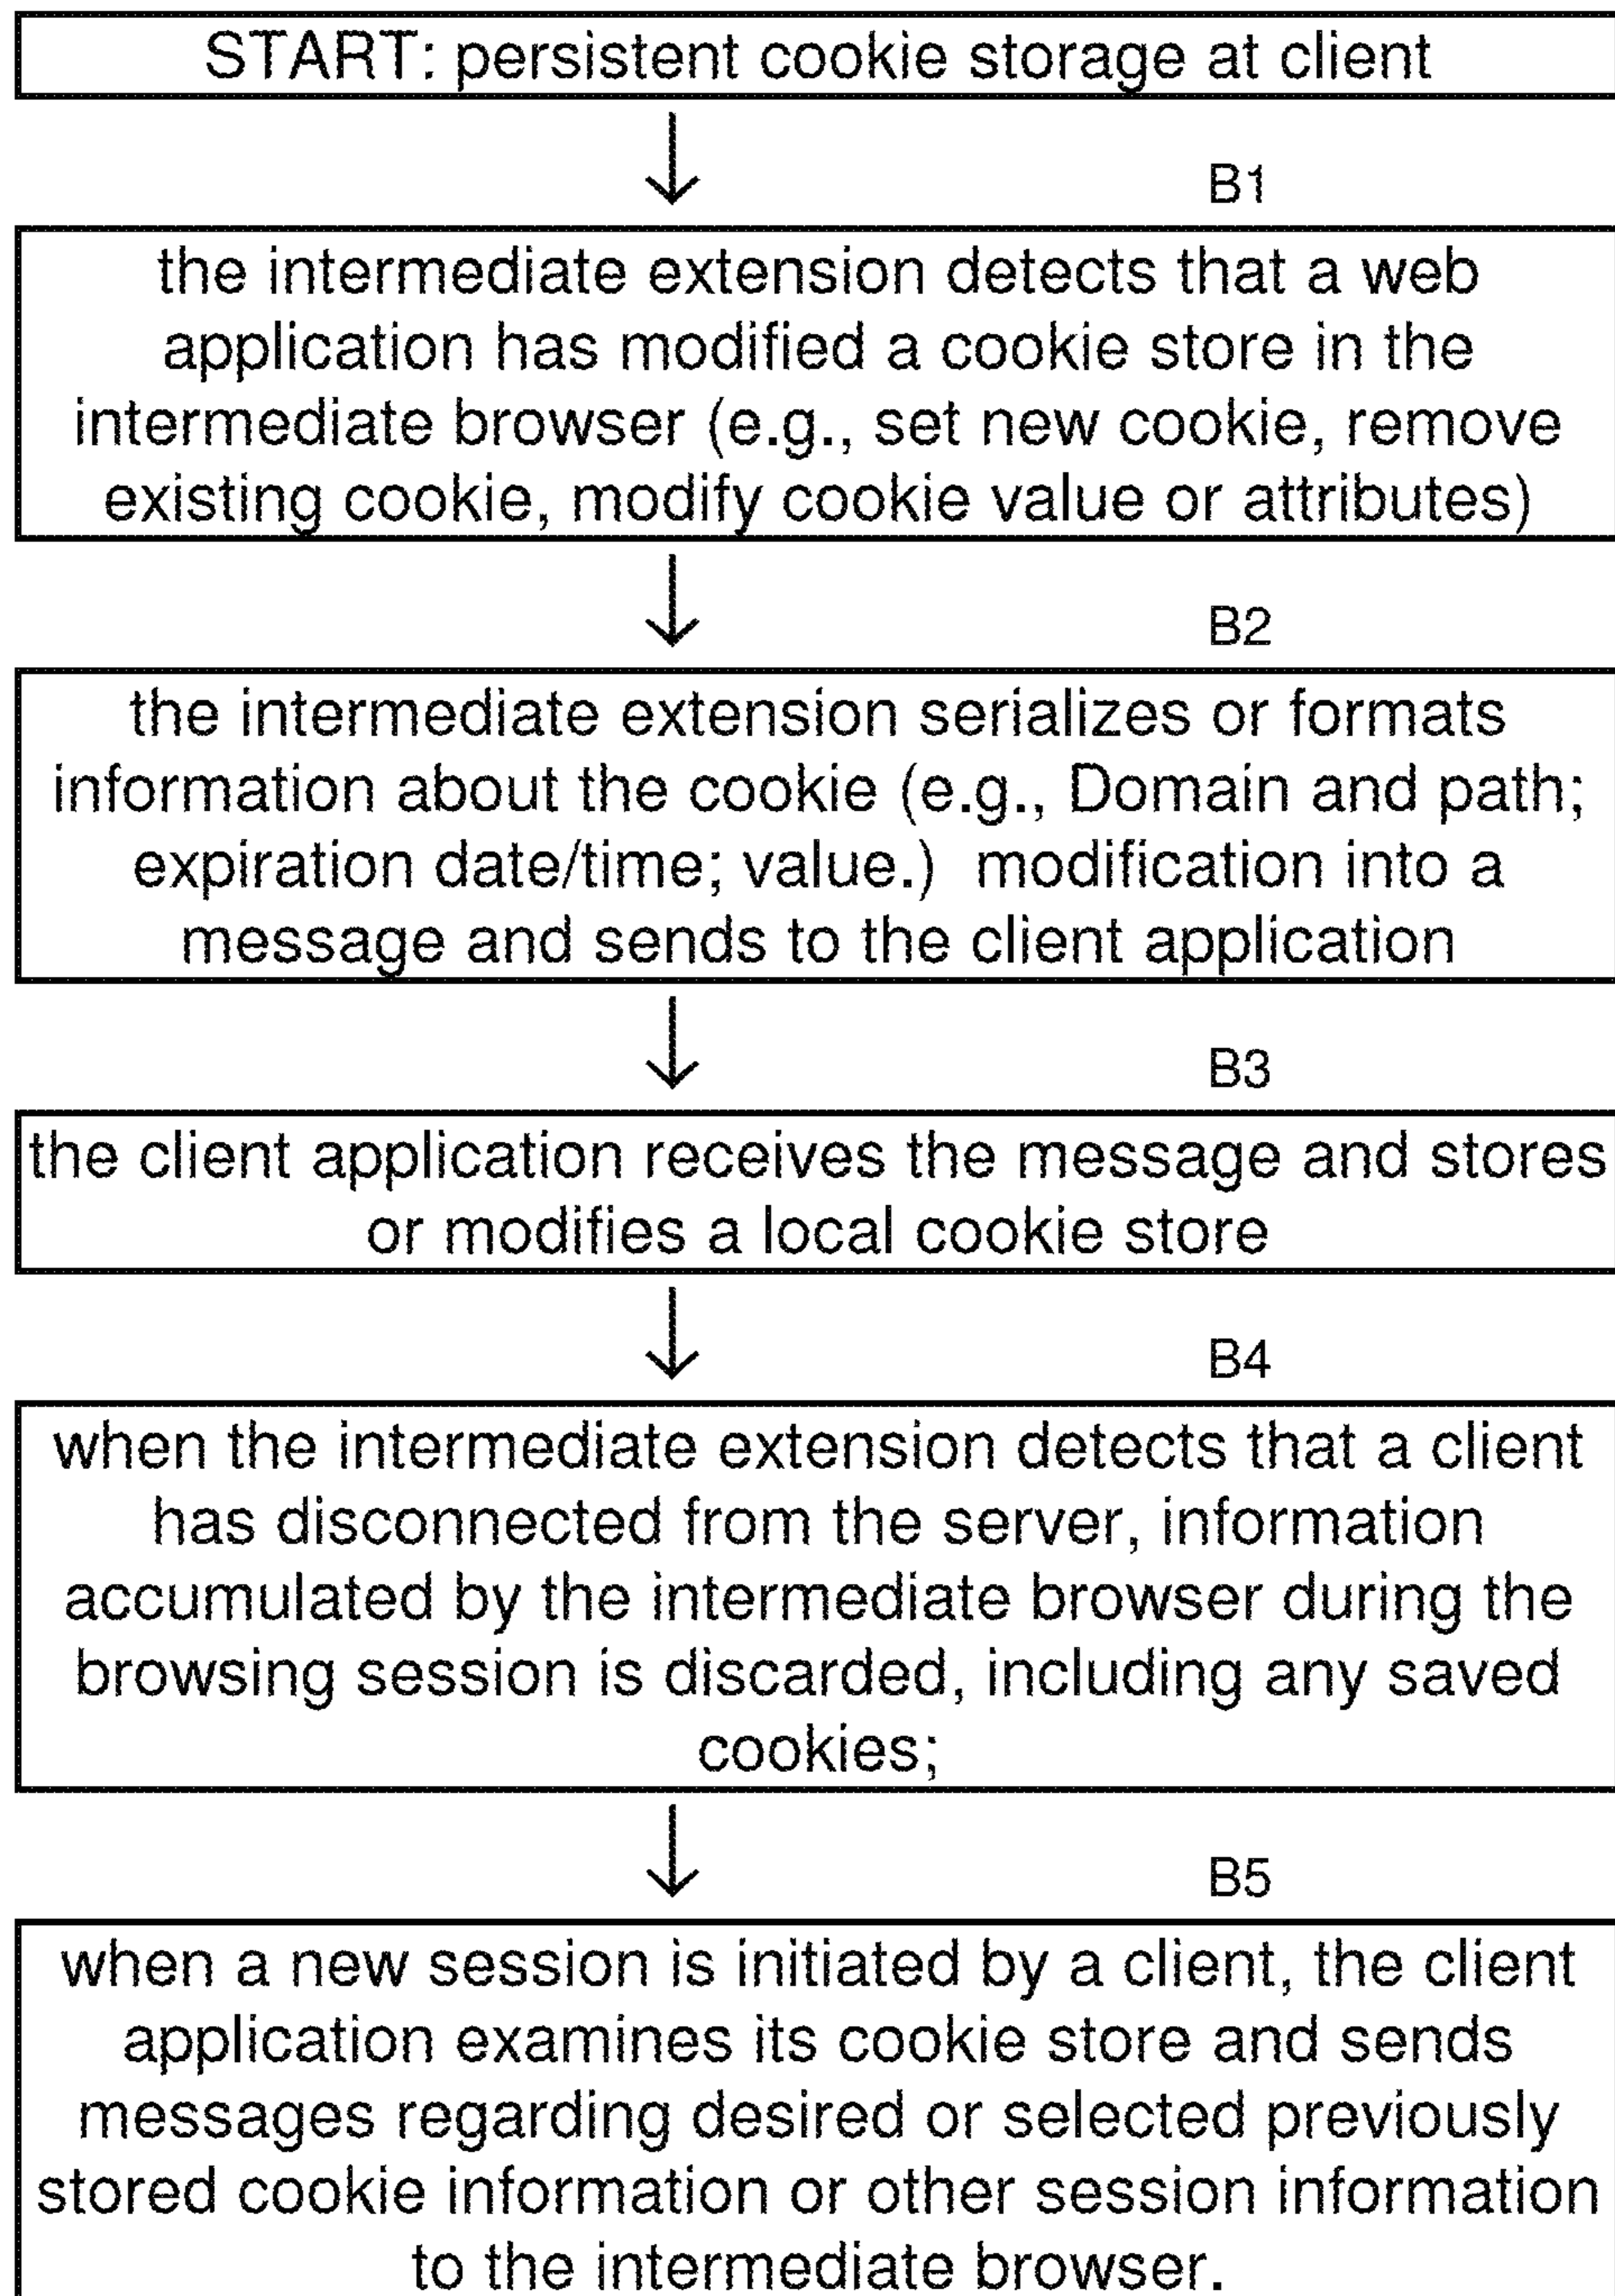 START: persistent cookie storage at client
B1
the intermediate extension detects that a web
application has modified a cookie store in the
intermediate browser (e.g., set new cookie, remove
existing cookie, modify cookie value or attributes)
B2
the intermediate extension serializes or formats
information about the cookie (e.g., Domain and path;
expiration date/time; value.)  modification into a
message and sends to the client application
B3
the client application receives the message and stores
or modifies a local cookie store
B4
when the intermediate extension detects that a client
has disconnected from the server, information
accumulated by the intermediate browser during the
browsing session is discarded, including any saved
cookies;
B5
when a new session is initiated by a client, the client
application examines its cookie store and sends
messages regarding desired or selected previously
stored cookie information or other session information
to the intermediate browser.